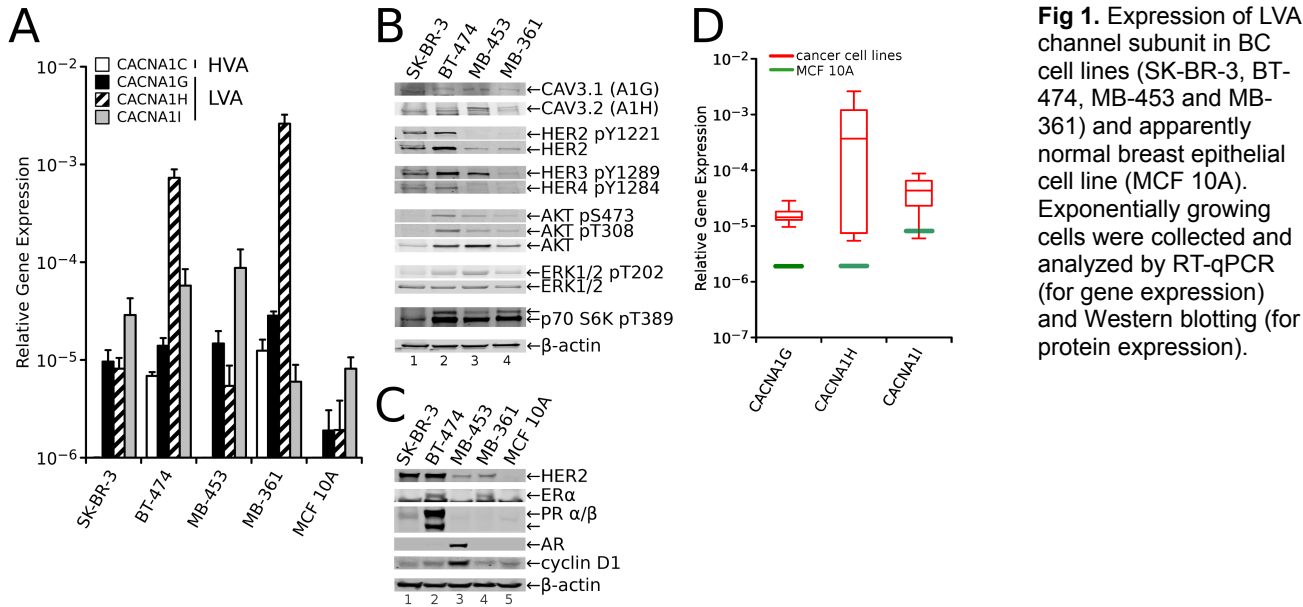 A
CACNA1C
HVA
CACNA1G
CACNA1H
LVA
CACNA1I
Relative Gene Expression
10⁻²
10⁻³
10⁻⁴
10⁻⁵
10⁻⁶
SK-BR-3
BT-474
MB-453
MB-361
MCF 10A
B
SK-BR-3
BT-474
MB-453
MB-361
←CAV3.1 (A1G)
←CAV3.2 (A1H)
←HER2 pY1221
←HER2
←HER3 pY1289
←HER4 pY1284
←AKT pS473
←AKT pT308
←AKT
←ERK1/2 pT202
←ERK1/2
←
←p70 S6K pT389
←β-actin
1 2 3 4
C
SK-BR-3
BT-474
MB-453
MB-361
MCF 10A
←HER2
←ERα
←PR α/β
←
←AR
←cyclin D1
←β-actin
1 2 3 4 5
D
cancer cell lines
MCF 10A
Relative Gene Expression
10⁻²
10⁻³
10⁻⁴
10⁻⁵
10⁻⁶
10⁻⁷
CACNA1G
CACNA1H
CACNA1I
Fig 1. Expression of LVA
channel subunit in BC
cell lines (SK-BR-3, BT-
474, MB-453 and MB-
361) and apparently
normal breast epithelial
cell line (MCF 10A).
Exponentially growing
cells were collected and
analyzed by RT-qPCR
(for gene expression)
and Western blotting (for
protein expression).